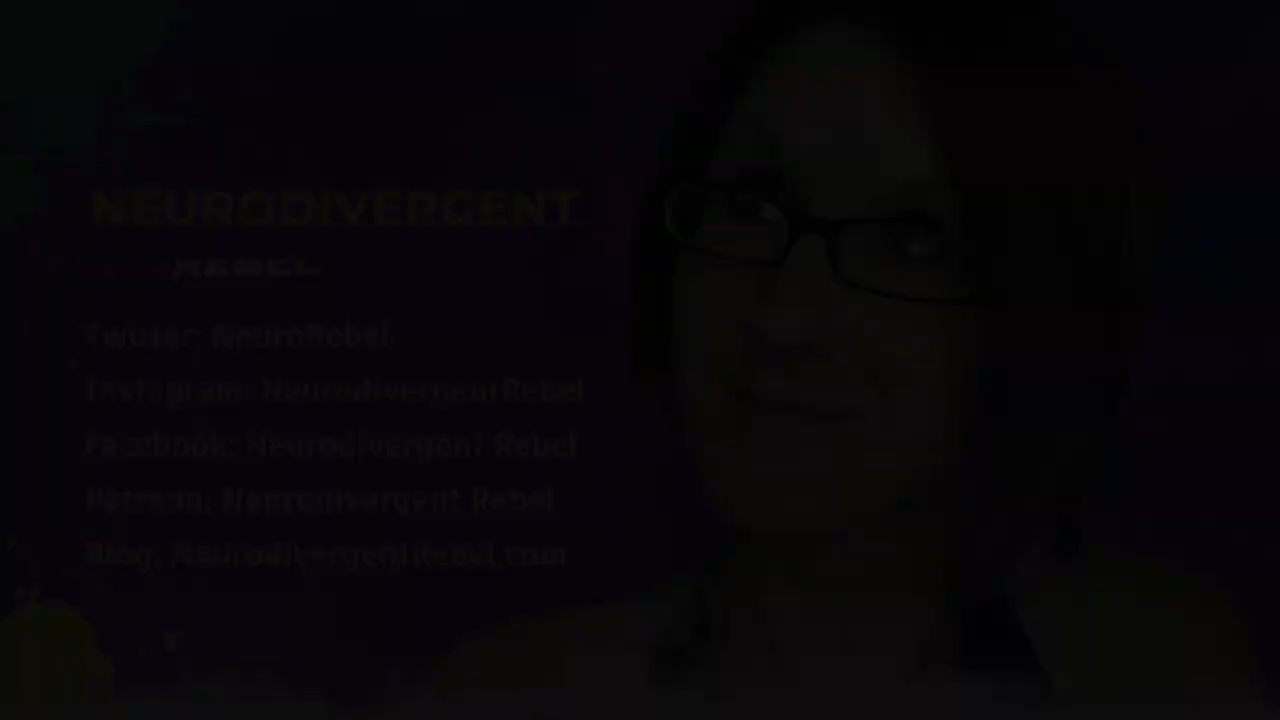 NEURODIVERGENT
REBEL
Twitter: NeuroRebel
Instagram: NeurodivergentRebel
Facebook: Neurodivergent Rebel
Patreon: Neurodivergent Rebel
Blog: NeurodivergentRebel.com